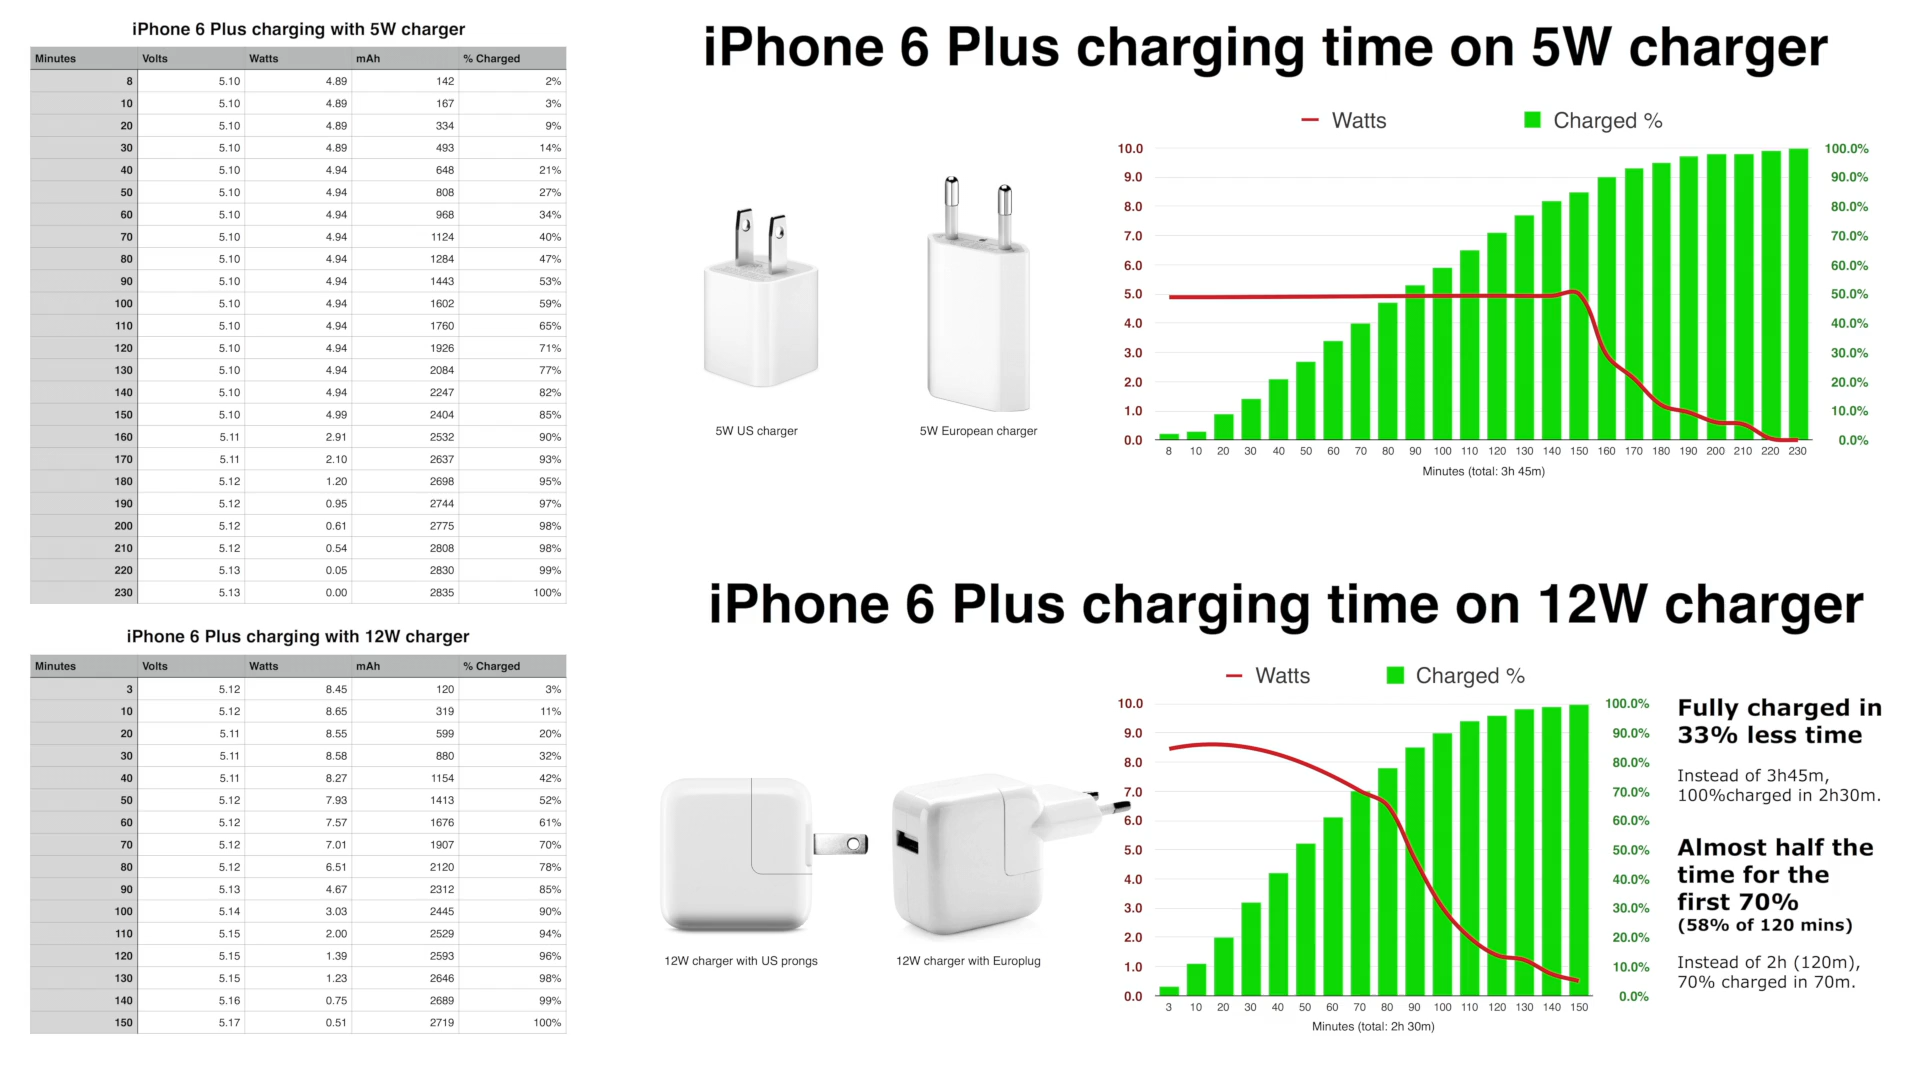 iPhone 6 Plus charging with 5W charger
Minutes Volts Watts mAh % Charged
8 5.10 4.89 142 2%
10 5.10 4.89 167 3%
20 5.10 4.89 334 9%
30 5.10 4.89 493 14%
40 5.10 4.94 648 21%
50 5.10 4.94 808 27%
60 5.10 4.94 968 34%
70 5.10 4.94 1124 40%
80 5.10 4.94 1284 47%
90 5.10 4.94 1443 53%
100 5.10 4.94 1602 59%
110 5.10 4.94 1760 65%
120 5.10 4.94 1926 71%
130 5.10 4.94 2084 77%
140 5.10 4.94 2247 82%
150 5.10 4.99 2404 85%
160 5.11 2.91 2532 90%
170 5.11 2.10 2637 93%
180 5.12 1.20 2698 95%
190 5.12 0.95 2744 97%
200 5.12 0.61 2775 98%
210 5.12 0.54 2808 98%
220 5.13 0.05 2830 99%
230 5.13 0.00 2835 100%
iPhone 6 Plus charging with 12W charger
Minutes Volts Watts mAh % Charged
3 5.12 8.45 120 3%
10 5.12 8.65 319 11%
20 5.11 8.55 599 20%
30 5.11 8.58 880 32%
40 5.11 8.27 1154 42%
50 5.12 7.93 1413 52%
60 5.12 7.57 1676 61%
70 5.12 7.01 1907 70%
80 5.12 6.51 2120 78%
90 5.13 4.67 2312 85%
100 5.14 3.03 2445 90%
110 5.15 2.00 2529 94%
120 5.15 1.39 2593 96%
130 5.15 1.23 2646 98%
140 5.16 0.75 2689 99%
150 5.17 0.51 2719 100%
iPhone 6 Plus charging time on 5W charger
Watts Charged %
10.0 100.0%
9.0 90.0%
8.0 80.0%
7.0 70.0%
6.0 60.0%
5.0 50.0%
4.0 40.0%
3.0 30.0%
2.0 20.0%
1.0 10.0%
0.0 0.0%
8 10 20 30 40 50 60 70 80 90 100 110 120 130 140 150 160 170 180 190 200 210 220 230
Minutes (total: 3h 45m)
5W US charger
5W European charger
iPhone 6 Plus charging time on 12W charger
Watts Charged %
10.0 100.0%
9.0 90.0%
8.0 80.0%
7.0 70.0%
6.0 60.0%
5.0 50.0%
4.0 40.0%
3.0 30.0%
2.0 20.0%
1.0 10.0%
0.0 0.0%
3 10 20 30 40 50 60 70 80 90 100 110 120 130 140 150
Minutes (total: 2h 30m)
12W charger with US prongs
12W charger with Europlug
Fully charged in
33% less time
Instead of 3h45m,
100%charged in 2h30m.
Almost half the
time for the
first 70%
(58% of 120 mins)
Instead of 2h (120m),
70% charged in 70m.